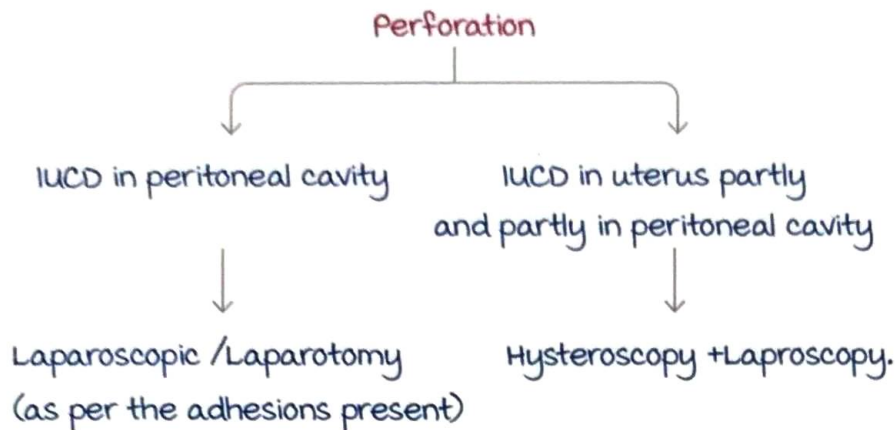 Perforation
IUCD in peritoneal cavity
IUCD in uterus partly
and partly in peritoneal cavity
Laparoscopic /Laparotomy
(as per the adhesions present)
Hysteroscopy +Laproscopy.